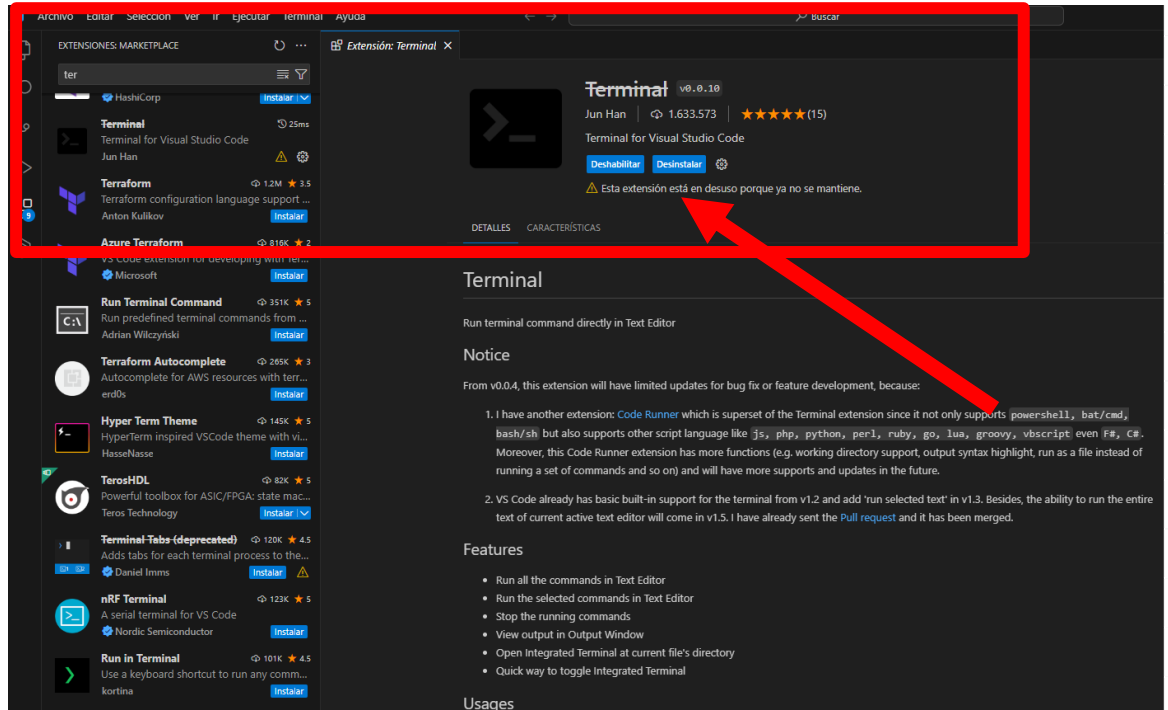 Archivo Editar Selección Ver Ir Ejecutar Terminal Ayuda
Buscar
EXTENSIONES: MARKETPLACE
ter
HashiCorp Instalar
Terminal 25ms
Terminal for Visual Studio Code
Jun Han
Terraform 1.2M ★ 3.5
Terraform configuration language support ...
Anton Kulikov Instalar
Azure Terraform 816K ★ 2
VS Code extension for developing with Ter...
Microsoft Instalar
Run Terminal Command 351K ★ 5
Run predefined terminal commands from ...
Adrian Wilczyński Instalar
C:\
Terraform Autocomplete 265K ★ 3
Autocomplete for AWS resources with terr...
erd0s Instalar
Hyper Term Theme 145K ★ 5
HyperTerm inspired VSCode theme with vi...
HasseNasse Instalar
TerosHDL 82K ★ 5
Powerful toolbox for ASIC/FPGA: state mac...
Teros Technology Instalar
Terminal Tabs (deprecated) 120K ★ 4.5
Adds tabs for each terminal process to the...
Daniel Imms Instalar
nRF Terminal 123K ★ 5
A serial terminal for VS Code
Nordic Semiconductor Instalar
Run in Terminal 101K ★ 4.5
Use a keyboard shortcut to run any comm...
kortina Instalar
Extensión: Terminal
Terminal v0.0.10
Jun Han 1.633.573 ★★★★★(15)
Terminal for Visual Studio Code
Deshabilitar Desinstalar
Esta extensión está en desuso porque ya no se mantiene.
DETALLES CARACTERÍSTICAS
Terminal
Run terminal command directly in Text Editor
Notice
From v0.0.4, this extension will have limited updates for bug fix or feature development, because:
1. I have another extension: Code Runner which is superset of the Terminal extension since it not only supports powershell, bat/cmd,
bash/sh but also supports other script language like js, php, python, perl, ruby, go, lua, groovy, vbscript even F#, C#.
Moreover, this Code Runner extension has more functions (e.g. working directory support, output syntax highlight, run as a file instead of
running a set of commands and so on) and will have more supports and updates in the future.
2. VS Code already has basic built-in support for the terminal from v1.2 and add 'run selected text' in v1.3. Besides, the ability to run the entire
text of current active text editor will come in v1.5. I have already sent the Pull request and it has been merged.
Features
• Run all the commands in Text Editor
• Run the selected commands in Text Editor
• Stop the running commands
• View output in Output Window
• Open Integrated Terminal at current file's directory
• Quick way to toggle Integrated Terminal
Usages